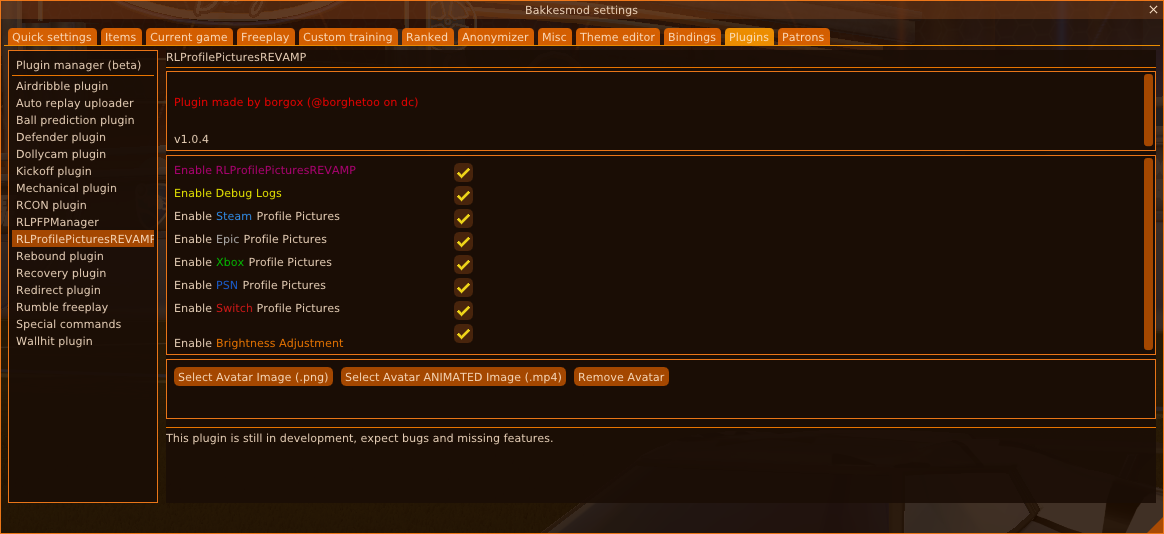 Bakkesmod settings
Quick settings Items Current game Freeplay Custom training Ranked Anonymizer Misc Theme editor Bindings Plugins Patrons
Plugin manager (beta)
Airdribble plugin
Auto replay uploader
Ball prediction plugin
Defender plugin
Dollycam plugin
Kickoff plugin
Mechanical plugin
RCON plugin
RLPFPManager
RLProfilePicturesREVAMP
Rebound plugin
Recovery plugin
Redirect plugin
Rumble freeplay
Special commands
Wallhit plugin
RLProfilePicturesREVAMP
Plugin made by borgox (@borghetoo on dc)
v1.0.4
Enable RLProfilePicturesREVAMP
Enable Debug Logs
Enable Steam Profile Pictures
Enable Epic Profile Pictures
Enable Xbox Profile Pictures
Enable PSN Profile Pictures
Enable Switch Profile Pictures
Enable Brightness Adjustment
Select Avatar Image (.png) Select Avatar ANIMATED Image (.mp4) Remove Avatar
This plugin is still in development, expect bugs and missing features.